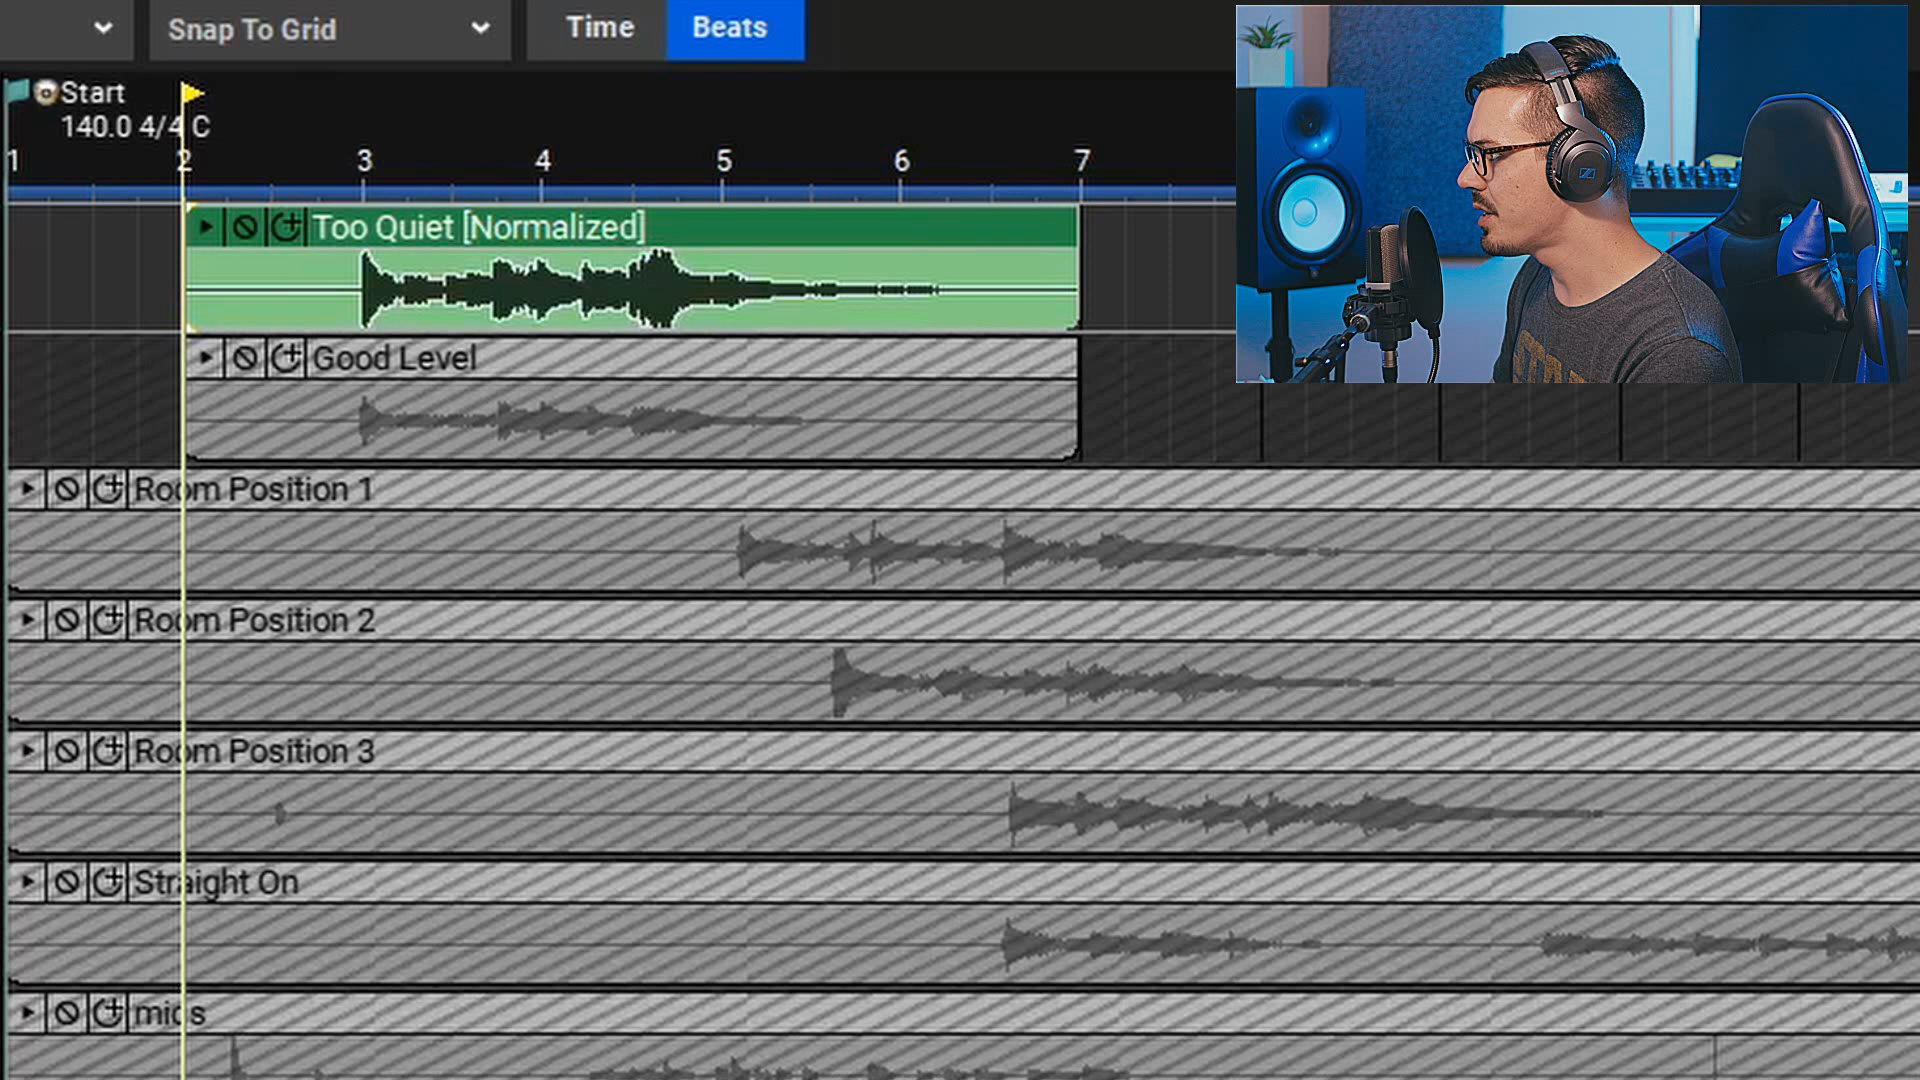 Snap To Grid
Time
Beats
Start
140.0 4/4 C
1 2 3 4 5 6 7
Too Quiet [Normalized]
Good Level
Room Position 1
Room Position 2
Room Position 3
Straight On
mics